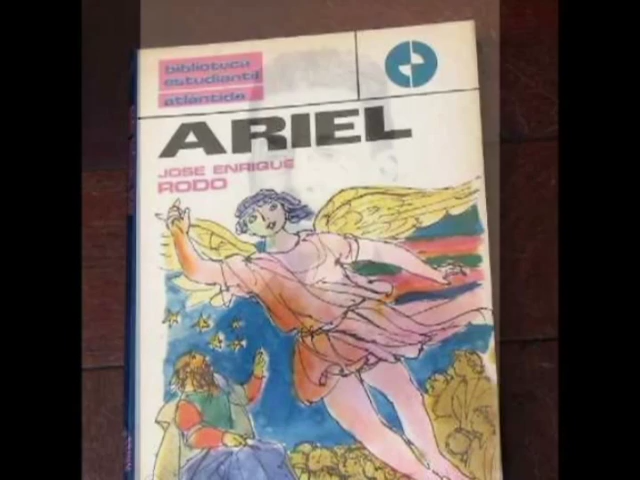 biblioteca
estudiantil
atlántida
ARIEL
JOSE ENRIQUE
RODO